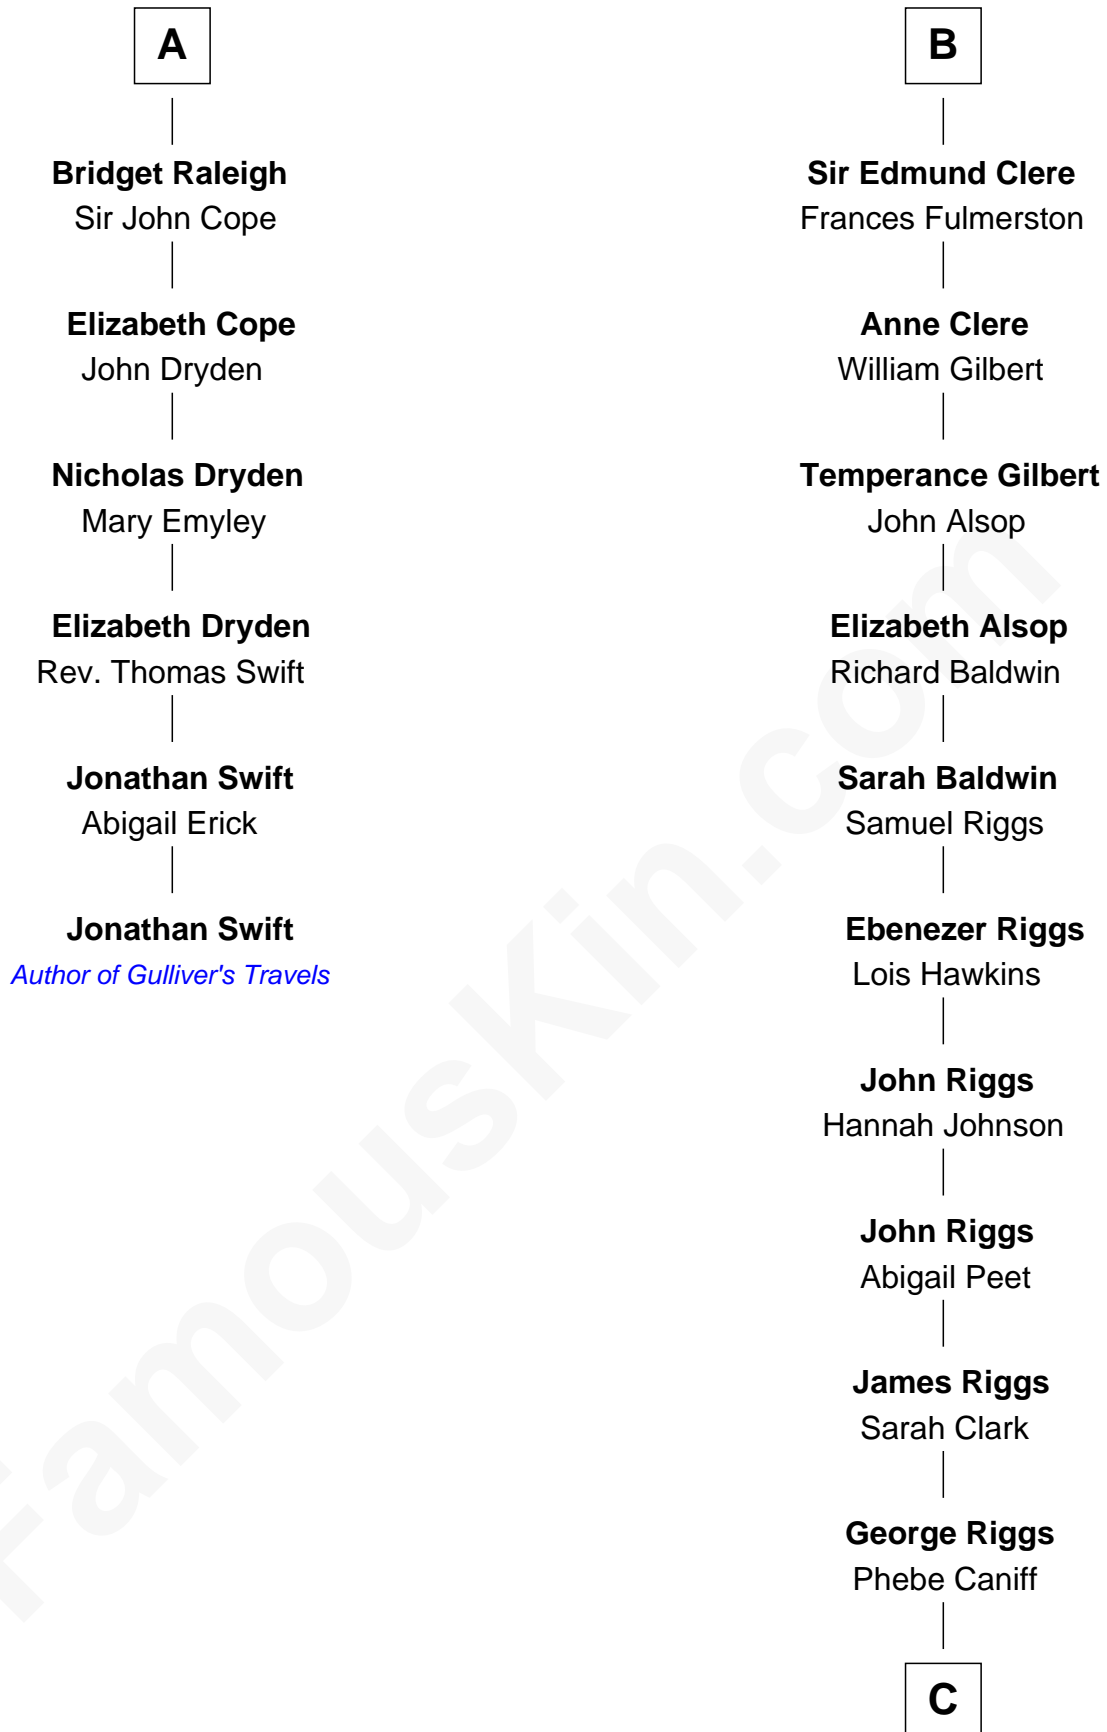 A
Bridget Raleigh
Sir John Cope
Elizabeth Cope
John Dryden
Nicholas Dryden
Mary Emyley
Elizabeth Dryden
Rev. Thomas Swift
Jonathan Swift
Abigail Erick
Jonathan Swift
Author of Gulliver's Travels
B
Sir Edmund Clere
Frances Fulmerston
Anne Clere
William Gilbert
Temperance Gilbert
John Alsop
Elizabeth Alsop
Richard Baldwin
Sarah Baldwin
Samuel Riggs
Ebenezer Riggs
Lois Hawkins
John Riggs
Hannah Johnson
John Riggs
Abigail Peet
James Riggs
Sarah Clark
George Riggs
Phebe Caniff
C
FamousKin.com